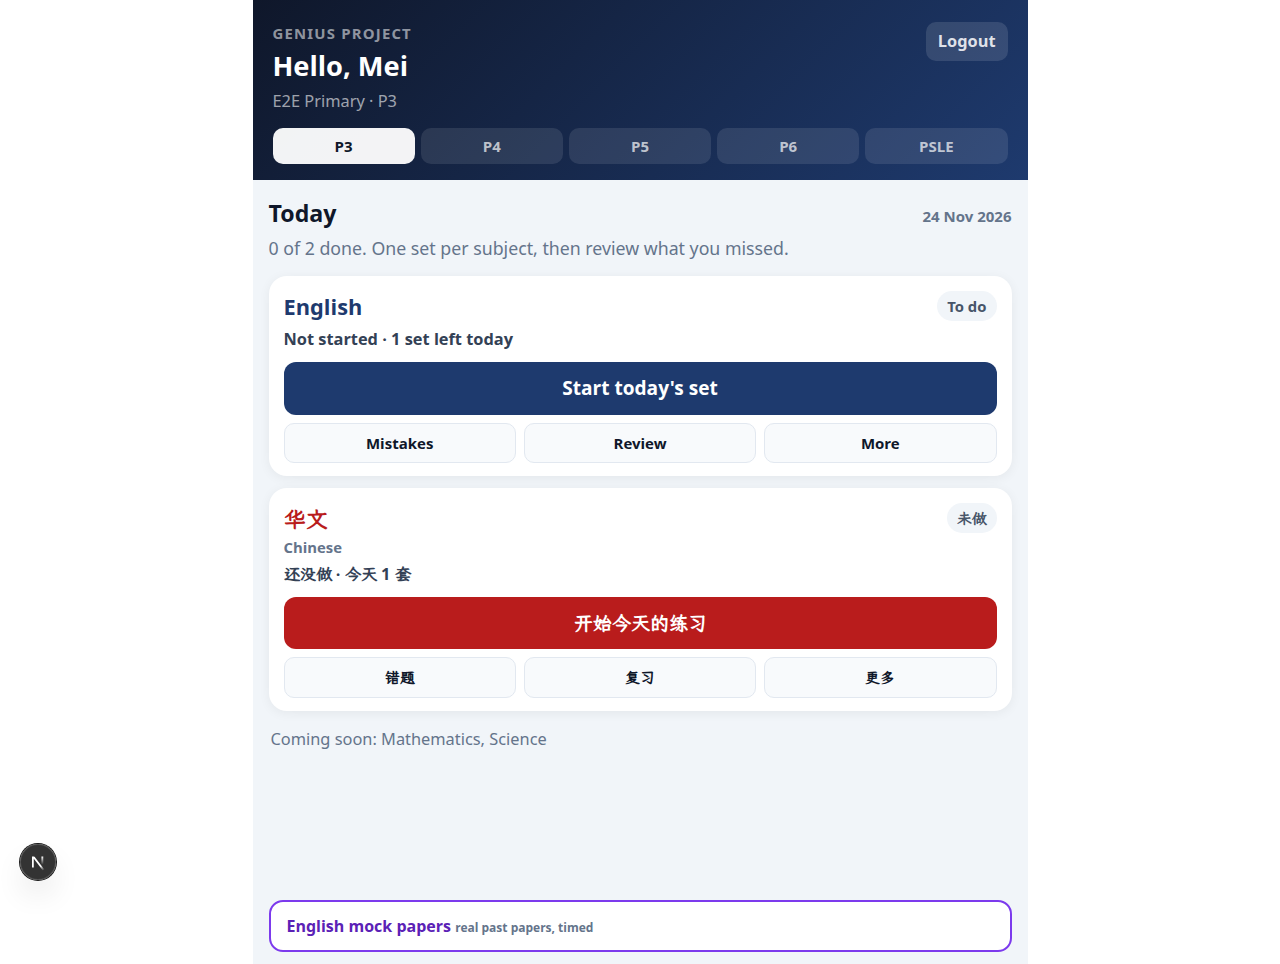 GENIUS PROJECT
Logout
Hello, Mei
E2E Primary · P3
P3 P4 P5 P6 PSLE
Today
24 Nov 2026
0 of 2 done. One set per subject, then review what you missed.
English
To do
Not started · 1 set left today
Start today's set
Mistakes Review More
华文
未做
Chinese
还没做 · 今天 1 套
开始今天的练习
错题 复习 更多
Coming soon: Mathematics, Science
N
English mock papers real past papers, timed